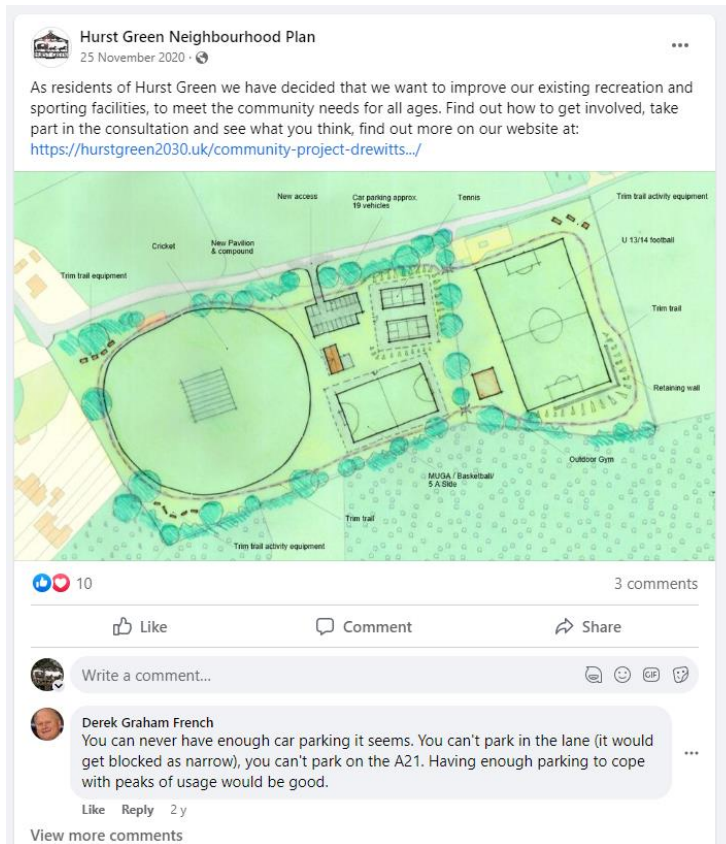 Hurst Green Neighbourhood Plan
25 November 2020
As residents of Hurst Green we have decided that we want to improve our existing recreation and
sporting facilities, to meet the community needs for all ages. Find out how to get involved, take
part in the consultation and see what you think, find out more on our website at:
https://hurstgreen2030.uk/community-project-drewitts.../
New access
Car parking approx.
19 vehicles
Tennis
Trim trail activity equipment
Cricket
New Pavilion
& compound
U 13/14 football
Trim trail equipment
Trim trail
Retaining wall
Outdoor Gym
MUGA / Basketball/
5 A Side
Trim trail
Trim trail activity equipment
10
3 comments
Like
Comment
Share
Write a comment...
GIF
Derek Graham French
You can never have enough car parking it seems. You can't park in the lane (it would
get blocked as narrow), you can't park on the A21. Having enough parking to cope
with peaks of usage would be good.
Like Reply 2 y
View more comments